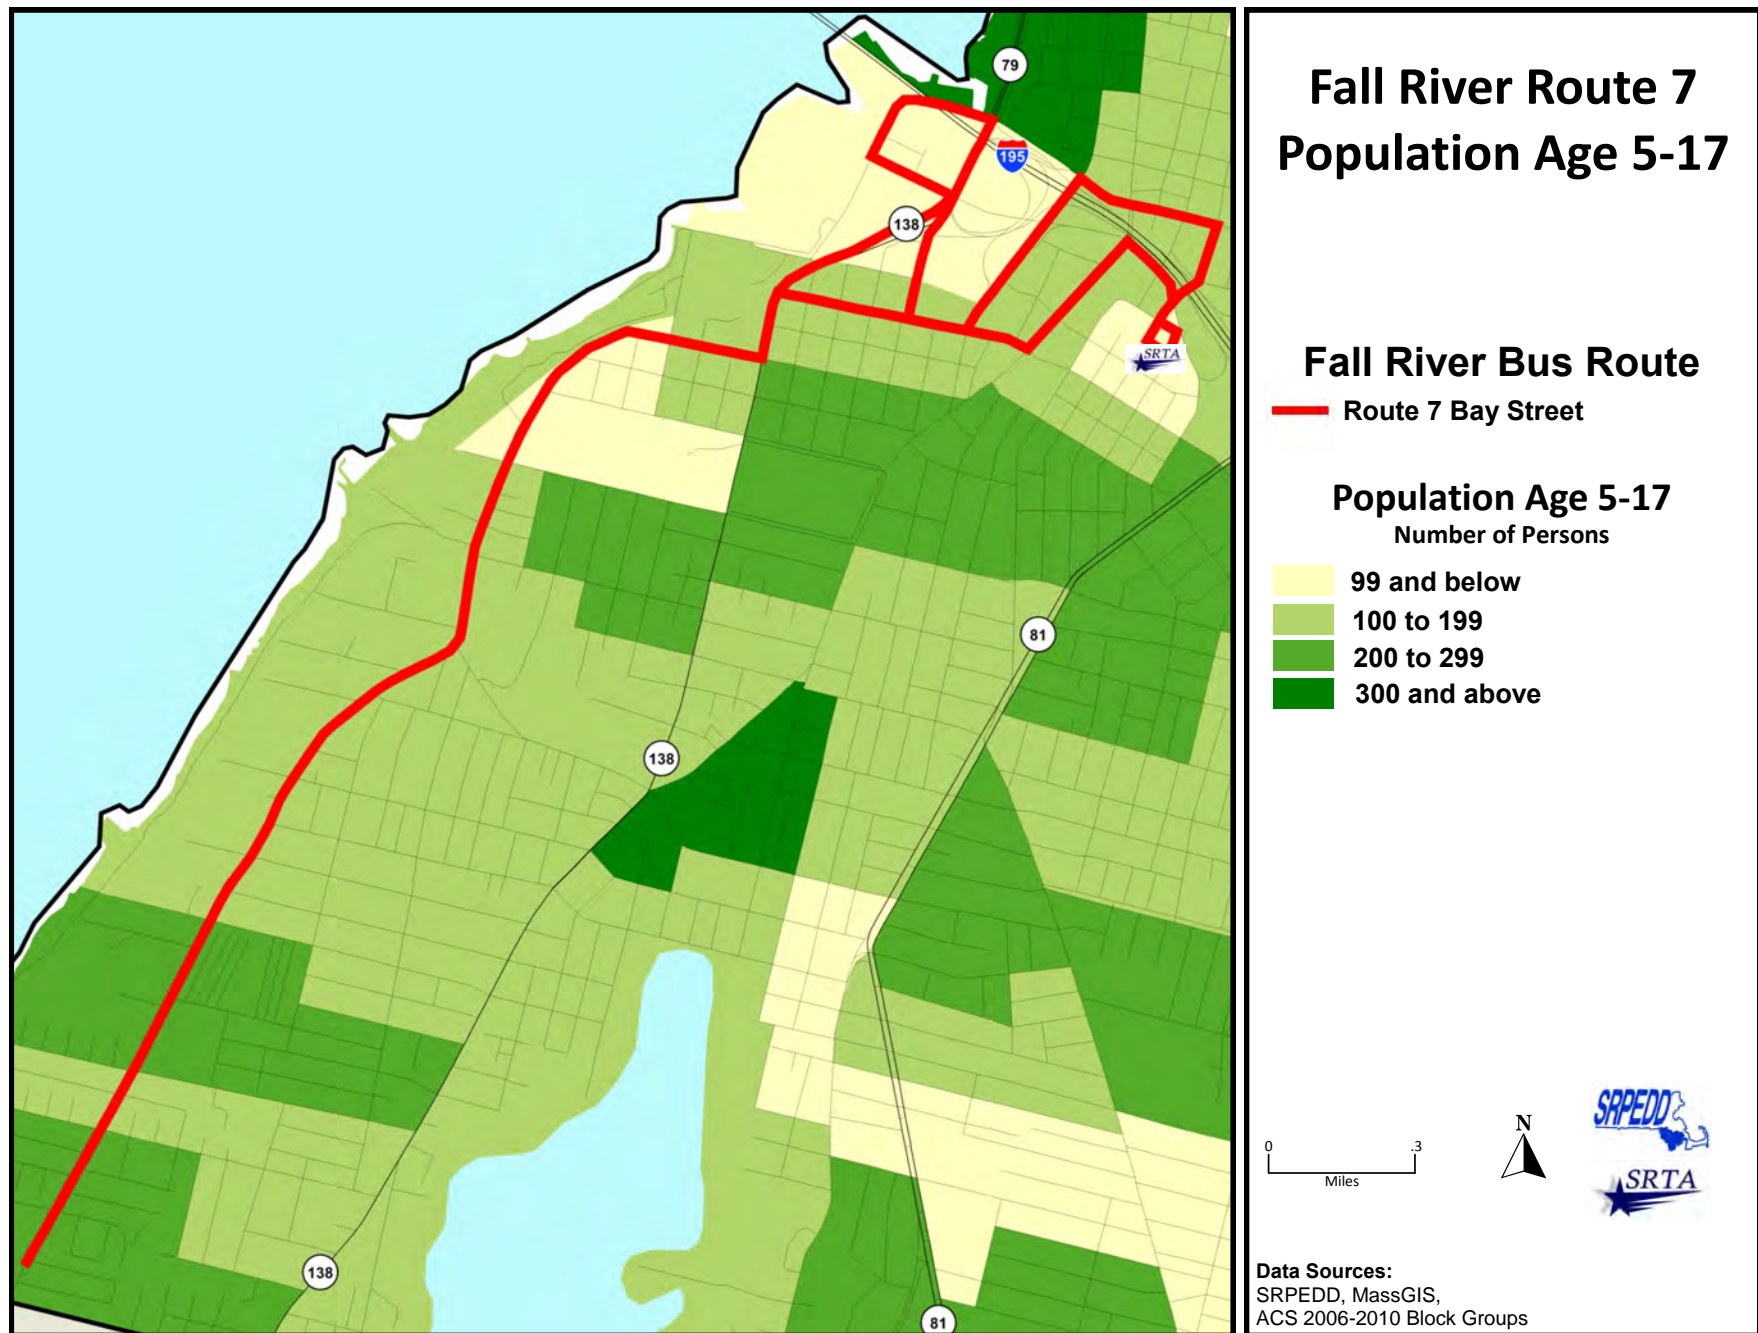 Fall River Route 7
Population Age 5-17
Fall River Bus Route
Route 7 Bay Street
Population Age 5-17
Number of Persons
99 and below
100 to 199
200 to 299
300 and above
0 .3
Miles
N
SRPEDD
SRTA
Data Sources:
SRPEDD, MassGIS,
ACS 2006-2010 Block Groups
79
195
138
SRTA
81
138
138
81